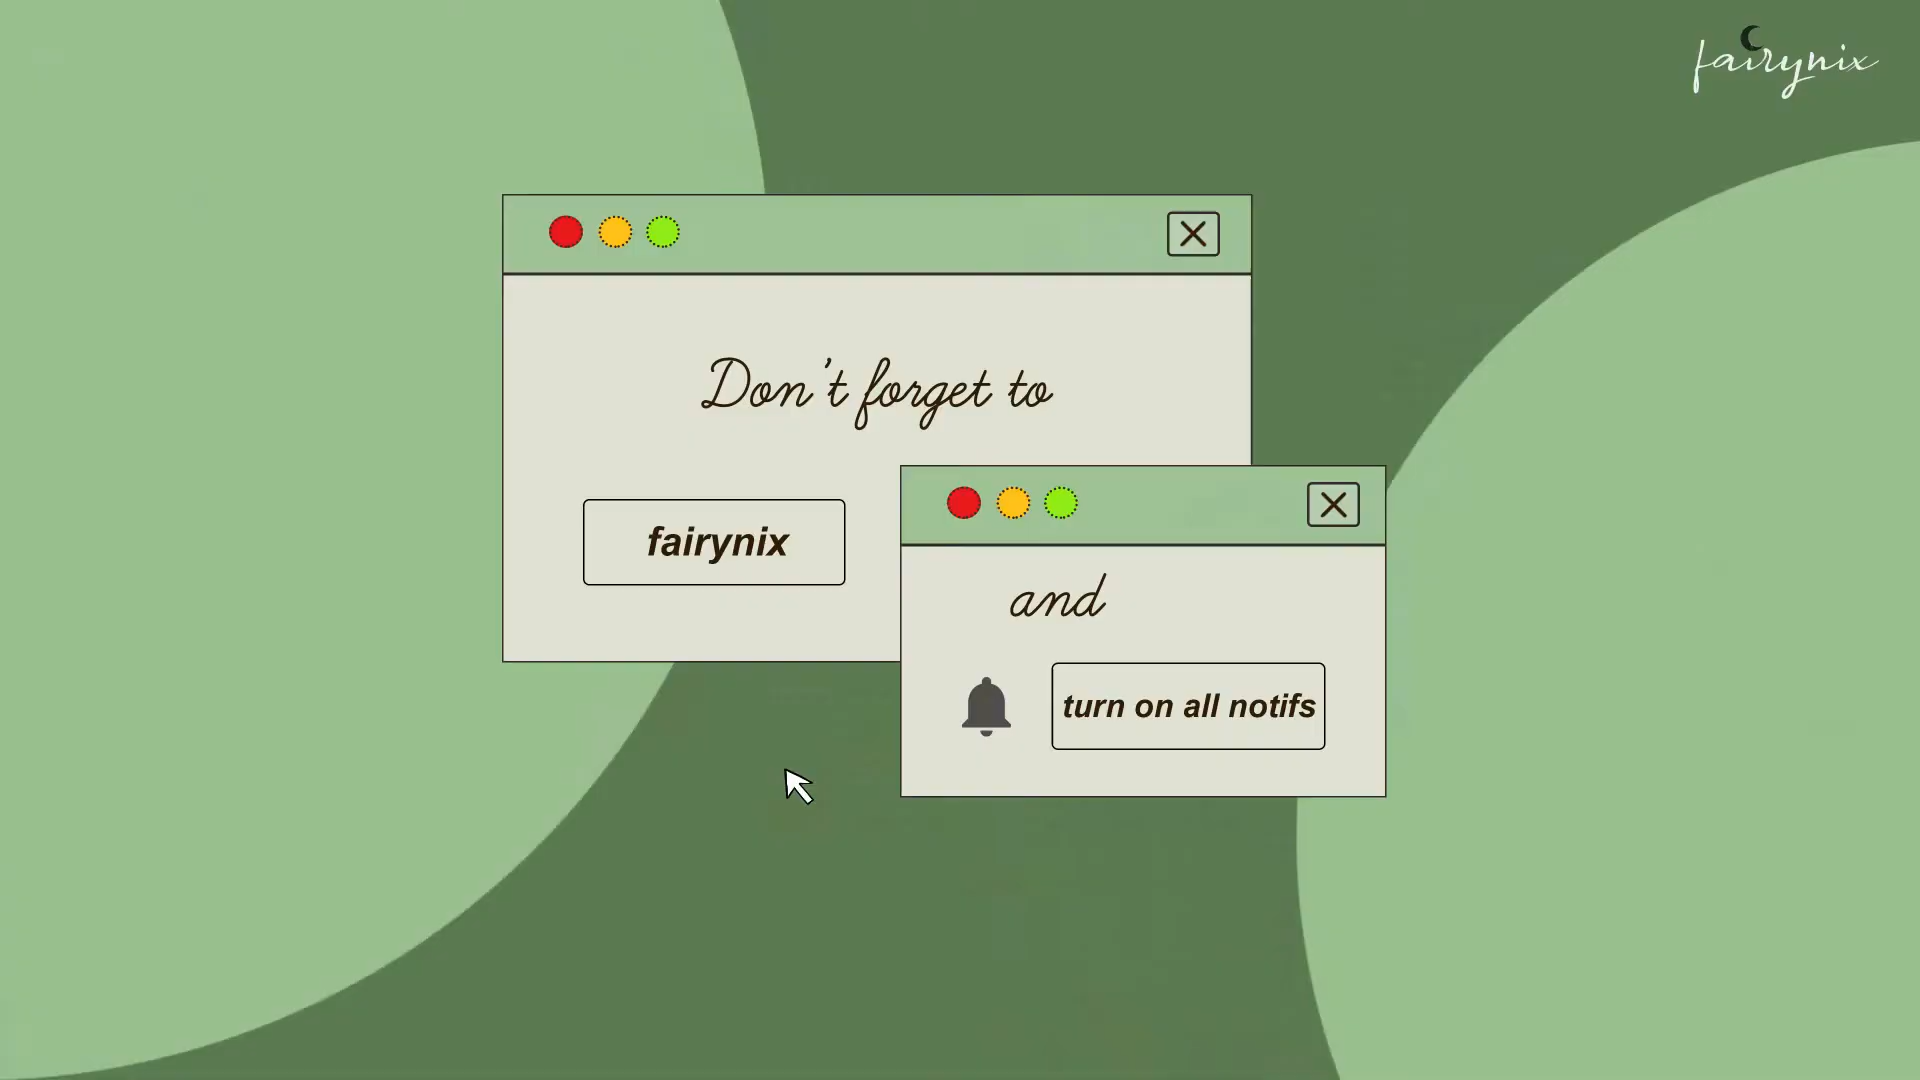 fairynix
Don't forget to
fairynix
and
turn on all notifs